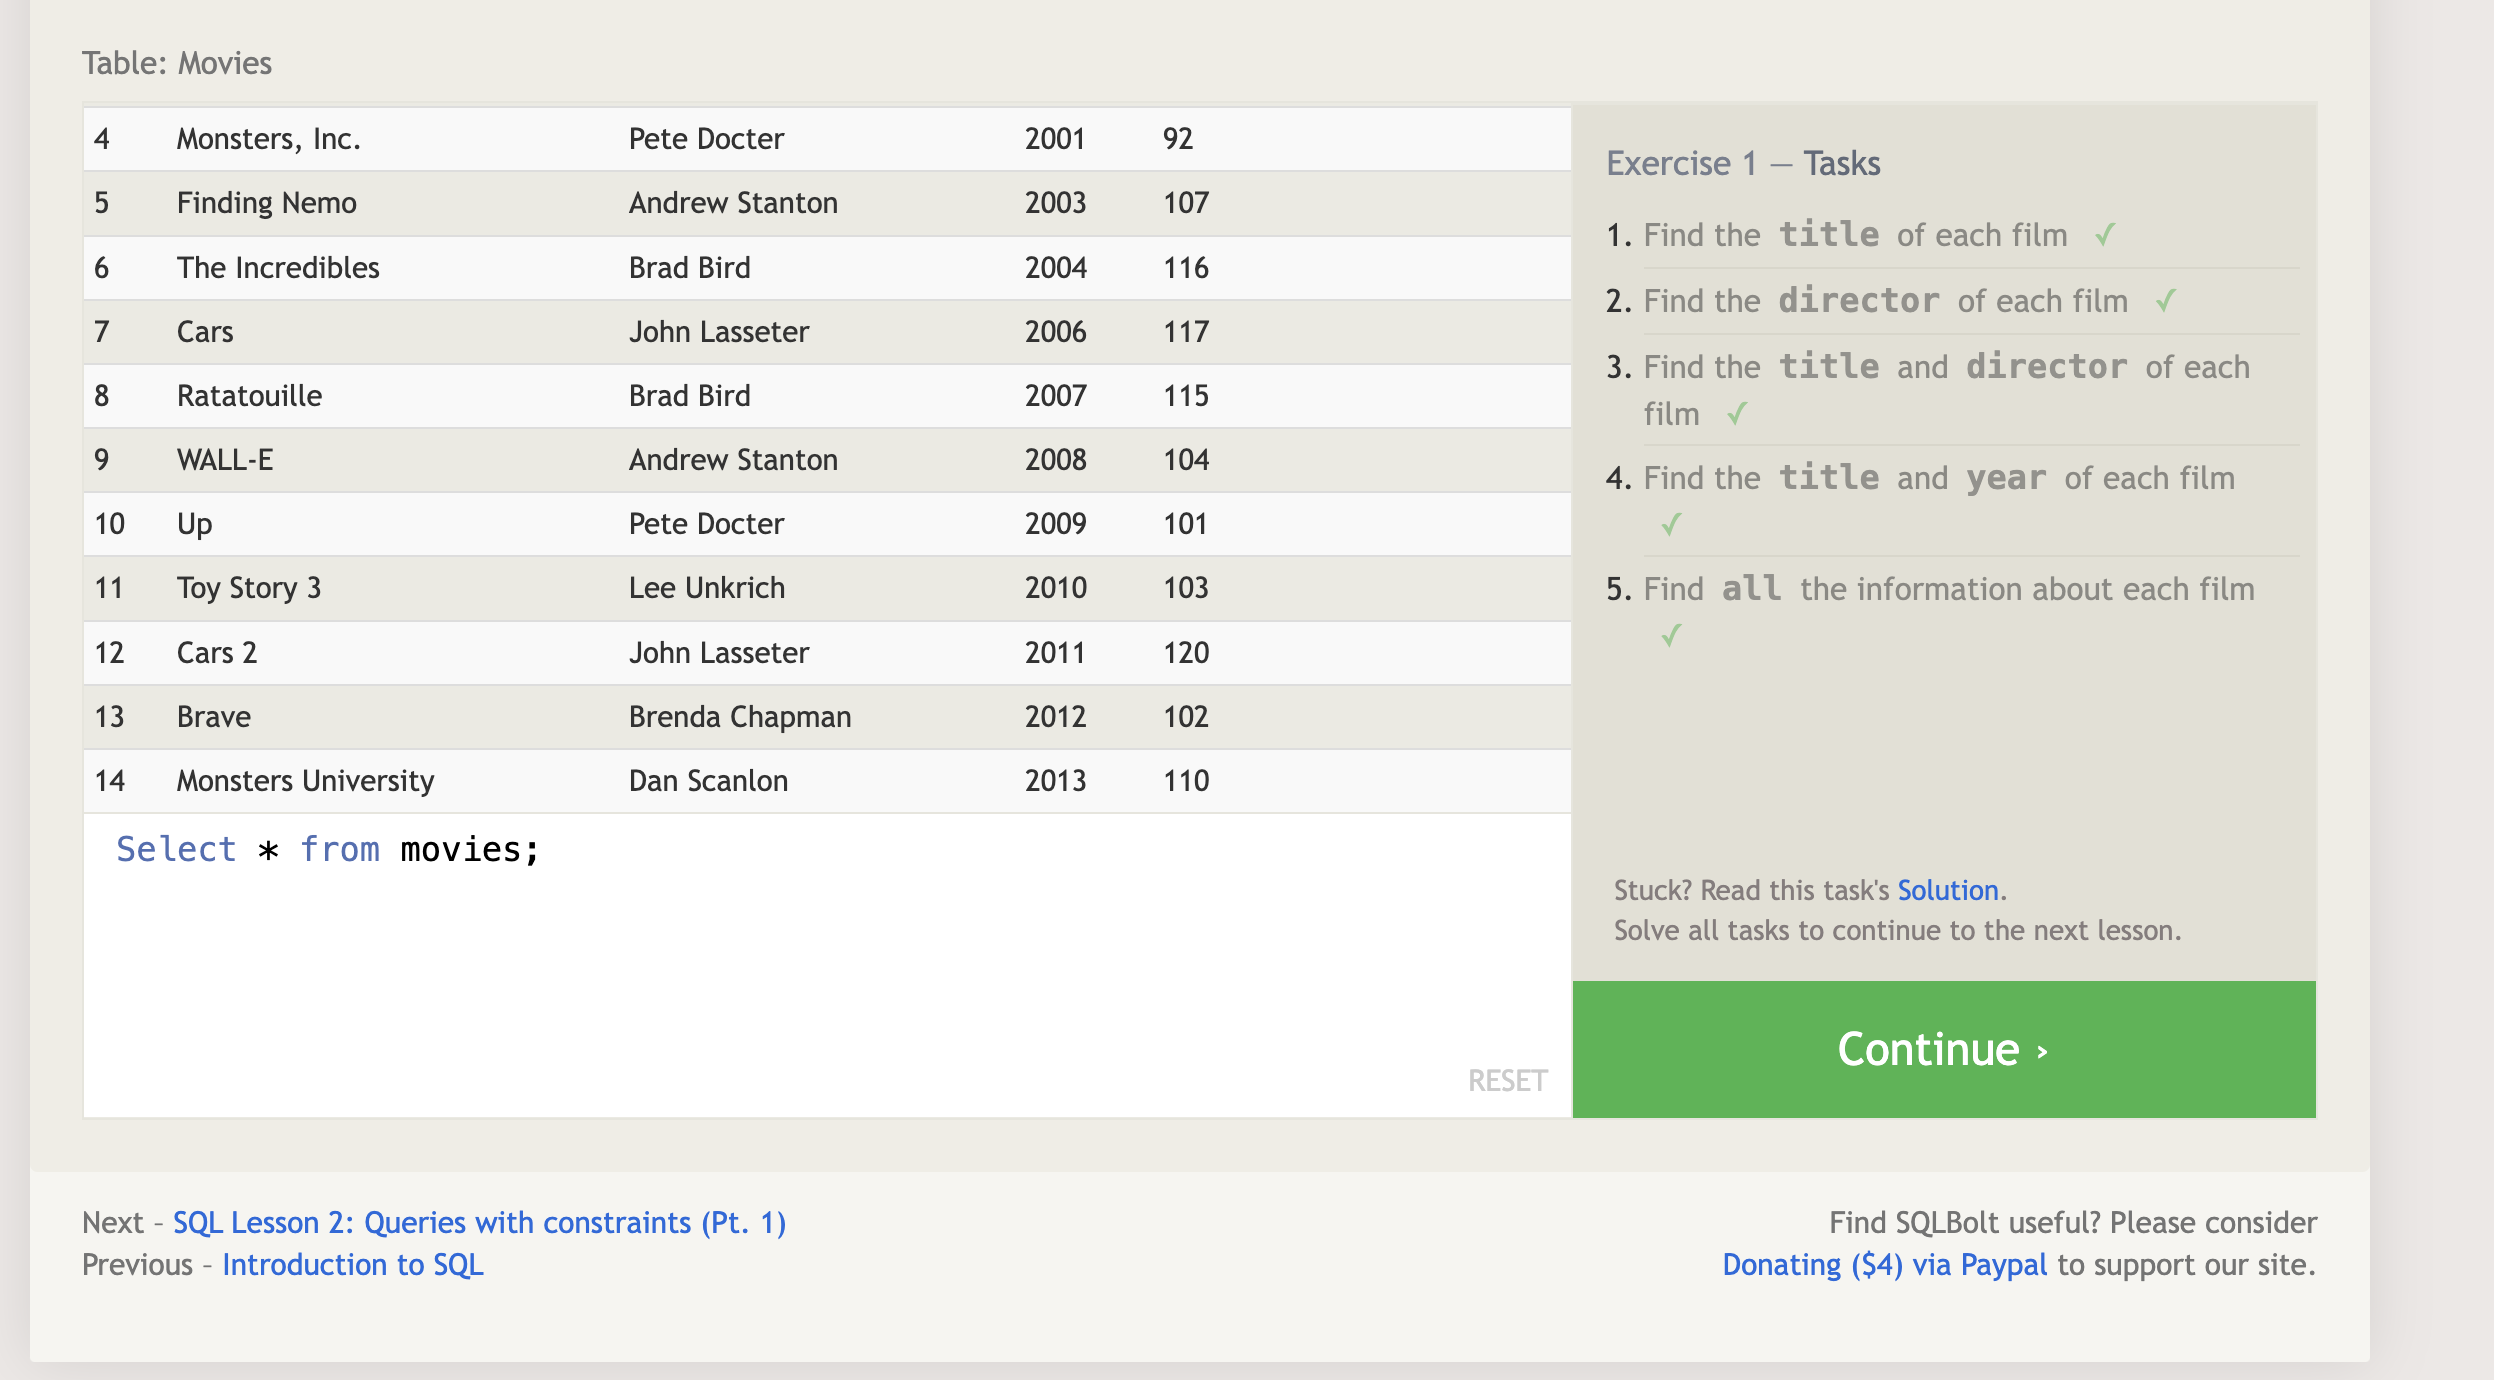 Table: Movies
4 Monsters, Inc. Pete Docter 2001 92
5 Finding Nemo Andrew Stanton 2003 107
6 The Incredibles Brad Bird 2004 116
7 Cars John Lasseter 2006 117
8 Ratatouille Brad Bird 2007 115
9 WALL-E Andrew Stanton 2008 104
10 Up Pete Docter 2009 101
11 Toy Story 3 Lee Unkrich 2010 103
12 Cars 2 John Lasseter 2011 120
13 Brave Brenda Chapman 2012 102
14 Monsters University Dan Scanlon 2013 110
Select * from movies;
RESET
Exercise 1 — Tasks
1. Find the title of each film ✓
2. Find the director of each film ✓
3. Find the title and director of each
film ✓
4. Find the title and year of each film
✓
5. Find all the information about each film
✓
Stuck? Read this task's Solution.
Solve all tasks to continue to the next lesson.
Continue ›
Next – SQL Lesson 2: Queries with constraints (Pt. 1)
Previous – Introduction to SQL
Find SQLBolt useful? Please consider
Donating ($4) via Paypal to support our site.